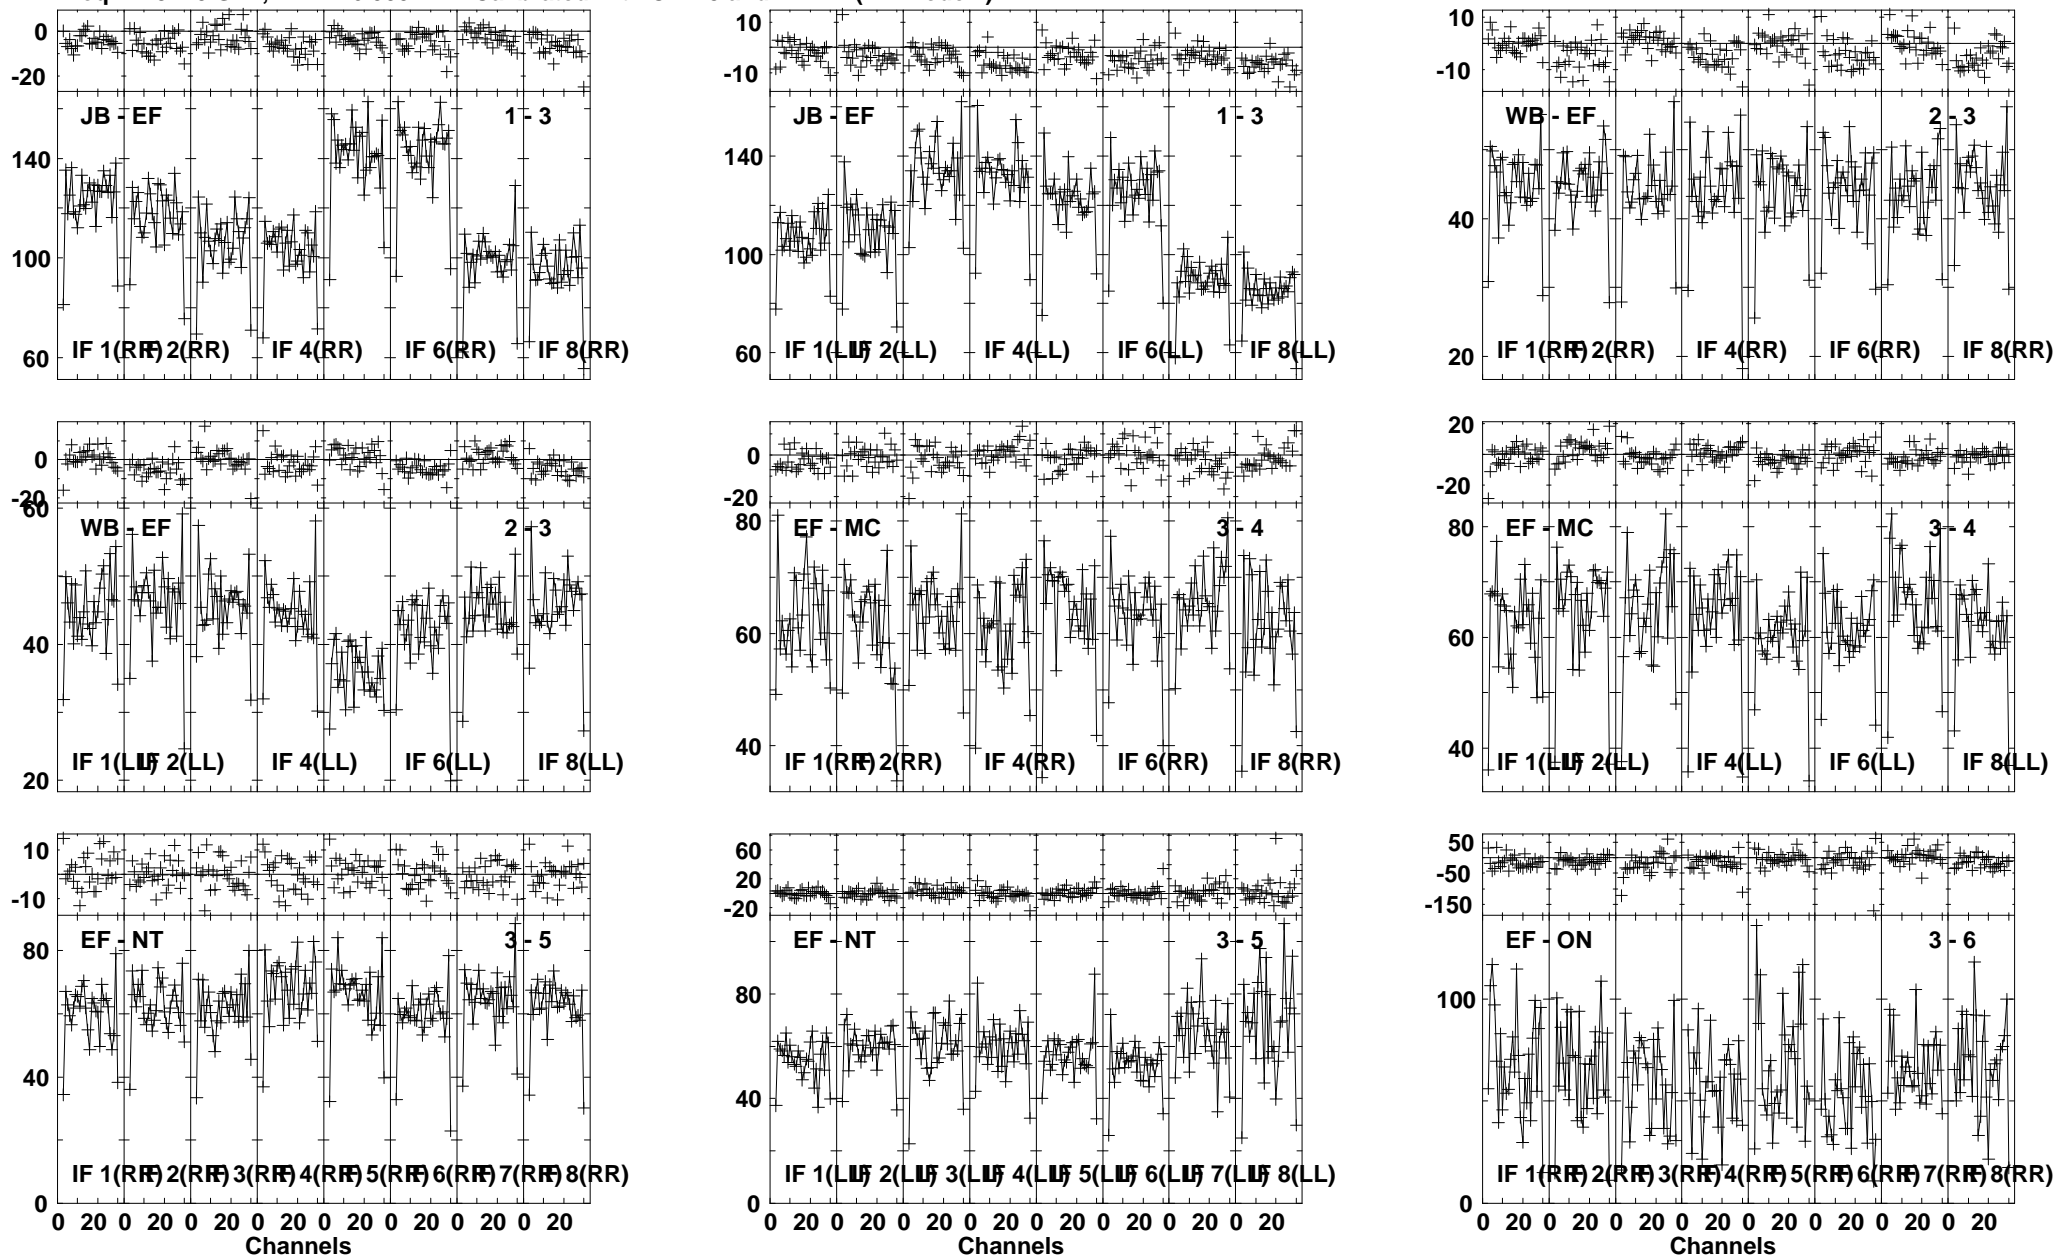 0 10 10
-20 -10 -10
JB - EF 1 - 3 JB - EF 1 - 3 WB - EF 2 - 3
140 140 40
100 100
60 60 20
IF 1(RR) IF 2(RR) IF 4(RR) IF 6(RR) IF 8(RR) IF 1(LL) IF 2(LL) IF 4(LL) IF 6(LL) IF 8(LL) IF 1(RR) IF 2(RR) IF 4(RR) IF 6(RR) IF 8(RR)
0 0 20
-20 -20 -20
WB - EF 2 - 3 EF - MC 3 - 4 EF - MC 3 - 4
60 80 80
40 60 60
20 40 40
IF 1(LL) IF 2(LL) IF 4(LL) IF 6(LL) IF 8(LL) IF 1(RR) IF 2(RR) IF 4(RR) IF 6(RR) IF 8(RR) IF 1(LL) IF 2(LL) IF 4(LL) IF 6(LL) IF 8(LL)
10 60 50
-10 20 -50
-20 -150
EF - NT 3 - 5 EF - NT 3 - 5 EF - ON 3 - 6
80 80 100
40 40
0 0 0
IF 1(RR) IF 2(RR) IF 3(RR) IF 4(RR) IF 5(RR) IF 6(RR) IF 7(RR) IF 8(RR) IF 1(LL) IF 2(LL) IF 3(LL) IF 4(LL) IF 5(LL) IF 6(LL) IF 7(LL) IF 8(LL) IF 1(RR) IF 2(RR) IF 3(RR) IF 4(RR) IF 5(RR) IF 6(RR) IF 7(RR) IF 8(RR)
0 20 0 20 0 20 0 20 0 20 0 20 0 20 0 20 0 20 0 20 0 20 0 20 0 20 0 20 0 20 0 20 0 20 0 20 0 20 0 20 0 20 0 20 0 20 0 20
Channels Channels Channels